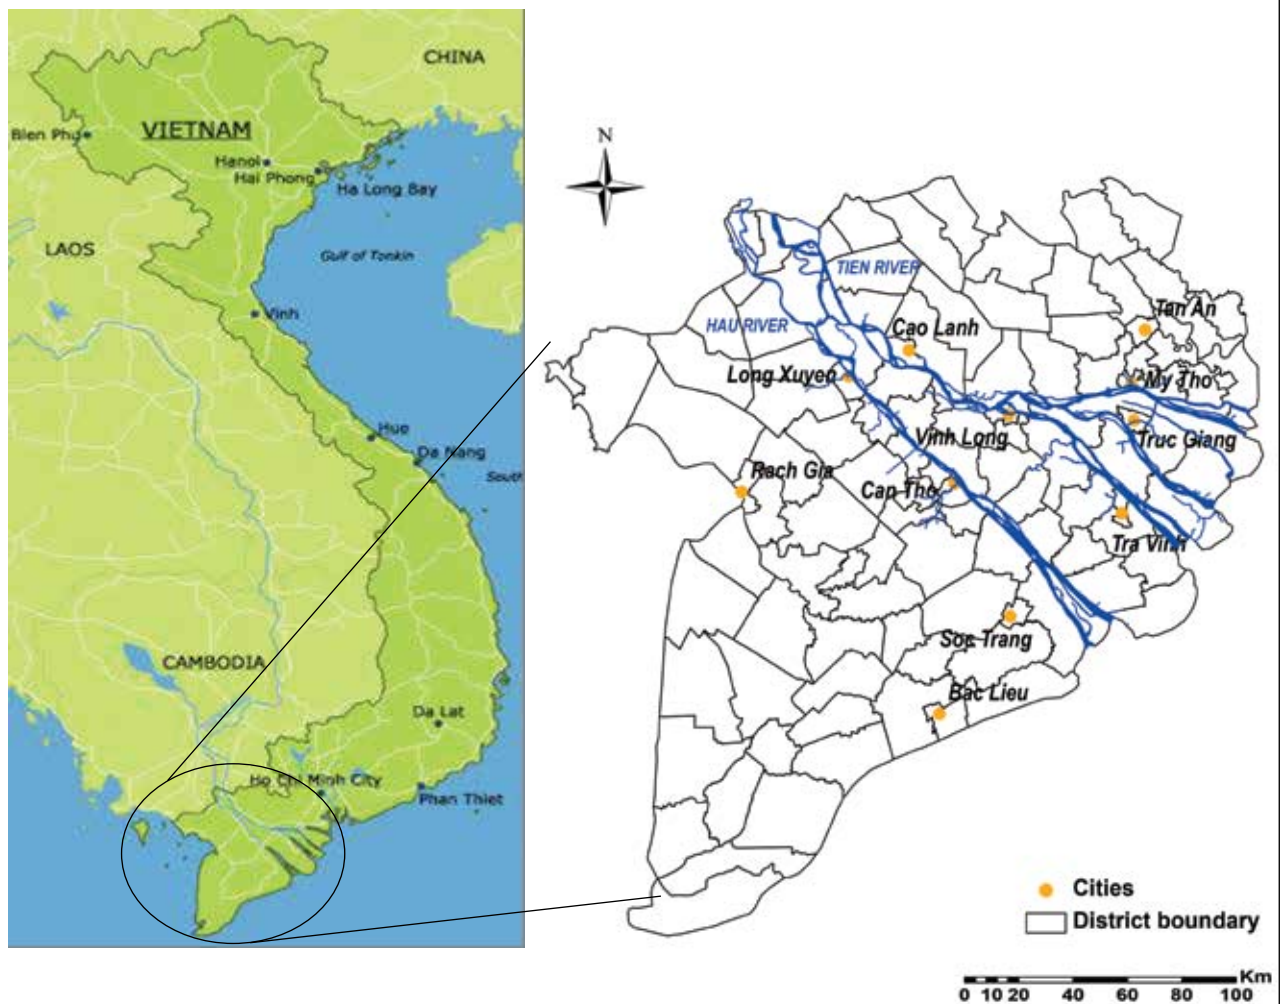 CHINA
Bien Phu
VIETNAM
Hanoi
Hai Phong
Ha Long Bay
LAOS
Gulf of Tonkin
Vinh
Hue
Da Nang
South
CAMBODIA
Da Lat
Ho Chi Minh City
Phan Thiet
N
TIEN RIVER
HAU RIVER
Tan An
Cao Lanh
Long Xuyen
My Tho
Vinh Long
Truc Giang
Rach Gia
Can Tho
Tra Vinh
Soc Trang
Bac Lieu
Cities
District boundary
Km
0 10 20 40 60 80 100